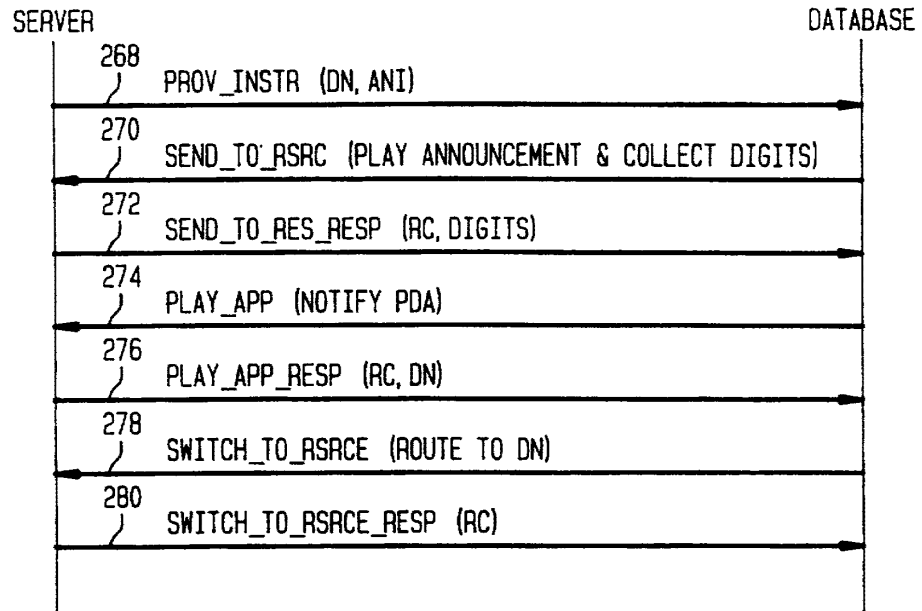 SERVER DATABASE
268
PROV_INSTR (DN, ANI)
270
SEND_TO_RSRC (PLAY ANNOUNCEMENT & COLLECT DIGITS)
272
SEND_TO_RES_RESP (RC, DIGITS)
274
PLAY_APP (NOTIFY PDA)
276
PLAY_APP_RESP (RC, DN)
278
SWITCH_TO_RSRCE (ROUTE TO DN)
280
SWITCH_TO_RSRCE_RESP (RC)